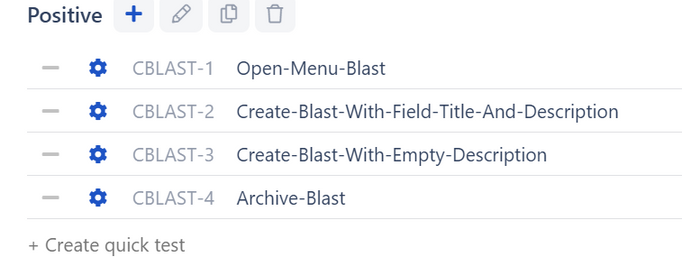 Positive
CBLAST-1 Open-Menu-Blast
CBLAST-2 Create-Blast-With-Field-Title-And-Description
CBLAST-3 Create-Blast-With-Empty-Description
CBLAST-4 Archive-Blast
+ Create quick test